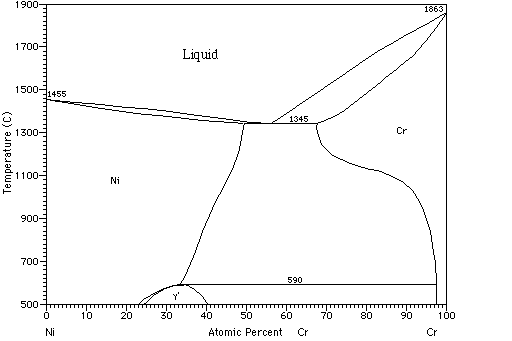 1900
1863
1700
Liquid
1500
1455
1345
1300
Cr
Temperature (C)
1100
Ni
900
700
590
γ'
500
0 10 20 30 40 50 60 70 80 90 100
Ni Atomic Percent Cr Cr